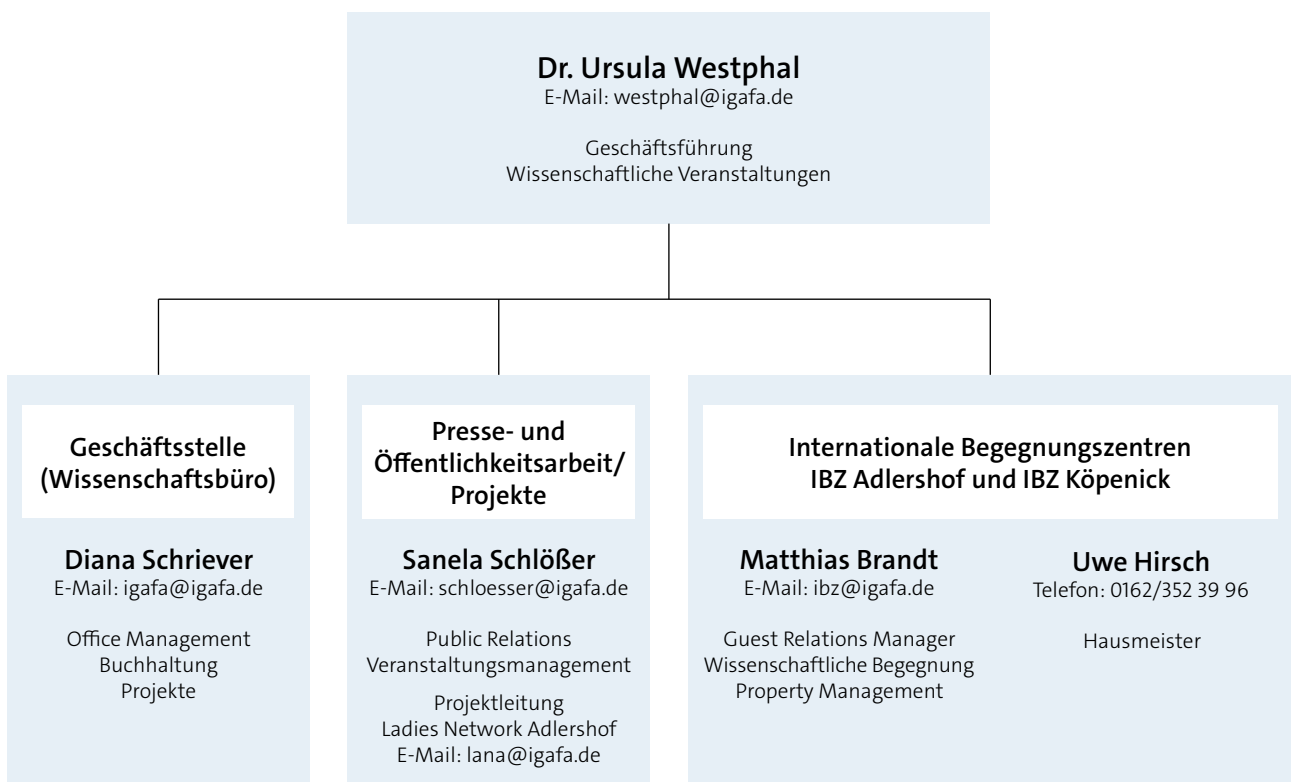 Dr. Ursula Westphal
E-Mail: westphal@igafa.de
Geschäftsführung
Wissenschaftliche Veranstaltungen
Geschäftsstelle
(Wissenschaftsbüro)
Diana Schriever
E-Mail: igafa@igafa.de
Office Management
Buchhaltung
Projekte
Presse- und
Öffentlichkeitsarbeit/
Projekte
Sanela Schlößer
E-Mail: schloesser@igafa.de
Public Relations
Veranstaltungsmanagement
Projektleitung
Ladies Network Adlershof
E-Mail: lana@igafa.de
Internationale Begegnungszentren
IBZ Adlershof und IBZ Köpenick
Matthias Brandt
E-Mail: ibz@igafa.de
Guest Relations Manager
Wissenschaftliche Begegnung
Property Management
Uwe Hirsch
Telefon: 0162/352 39 96
Hausmeister